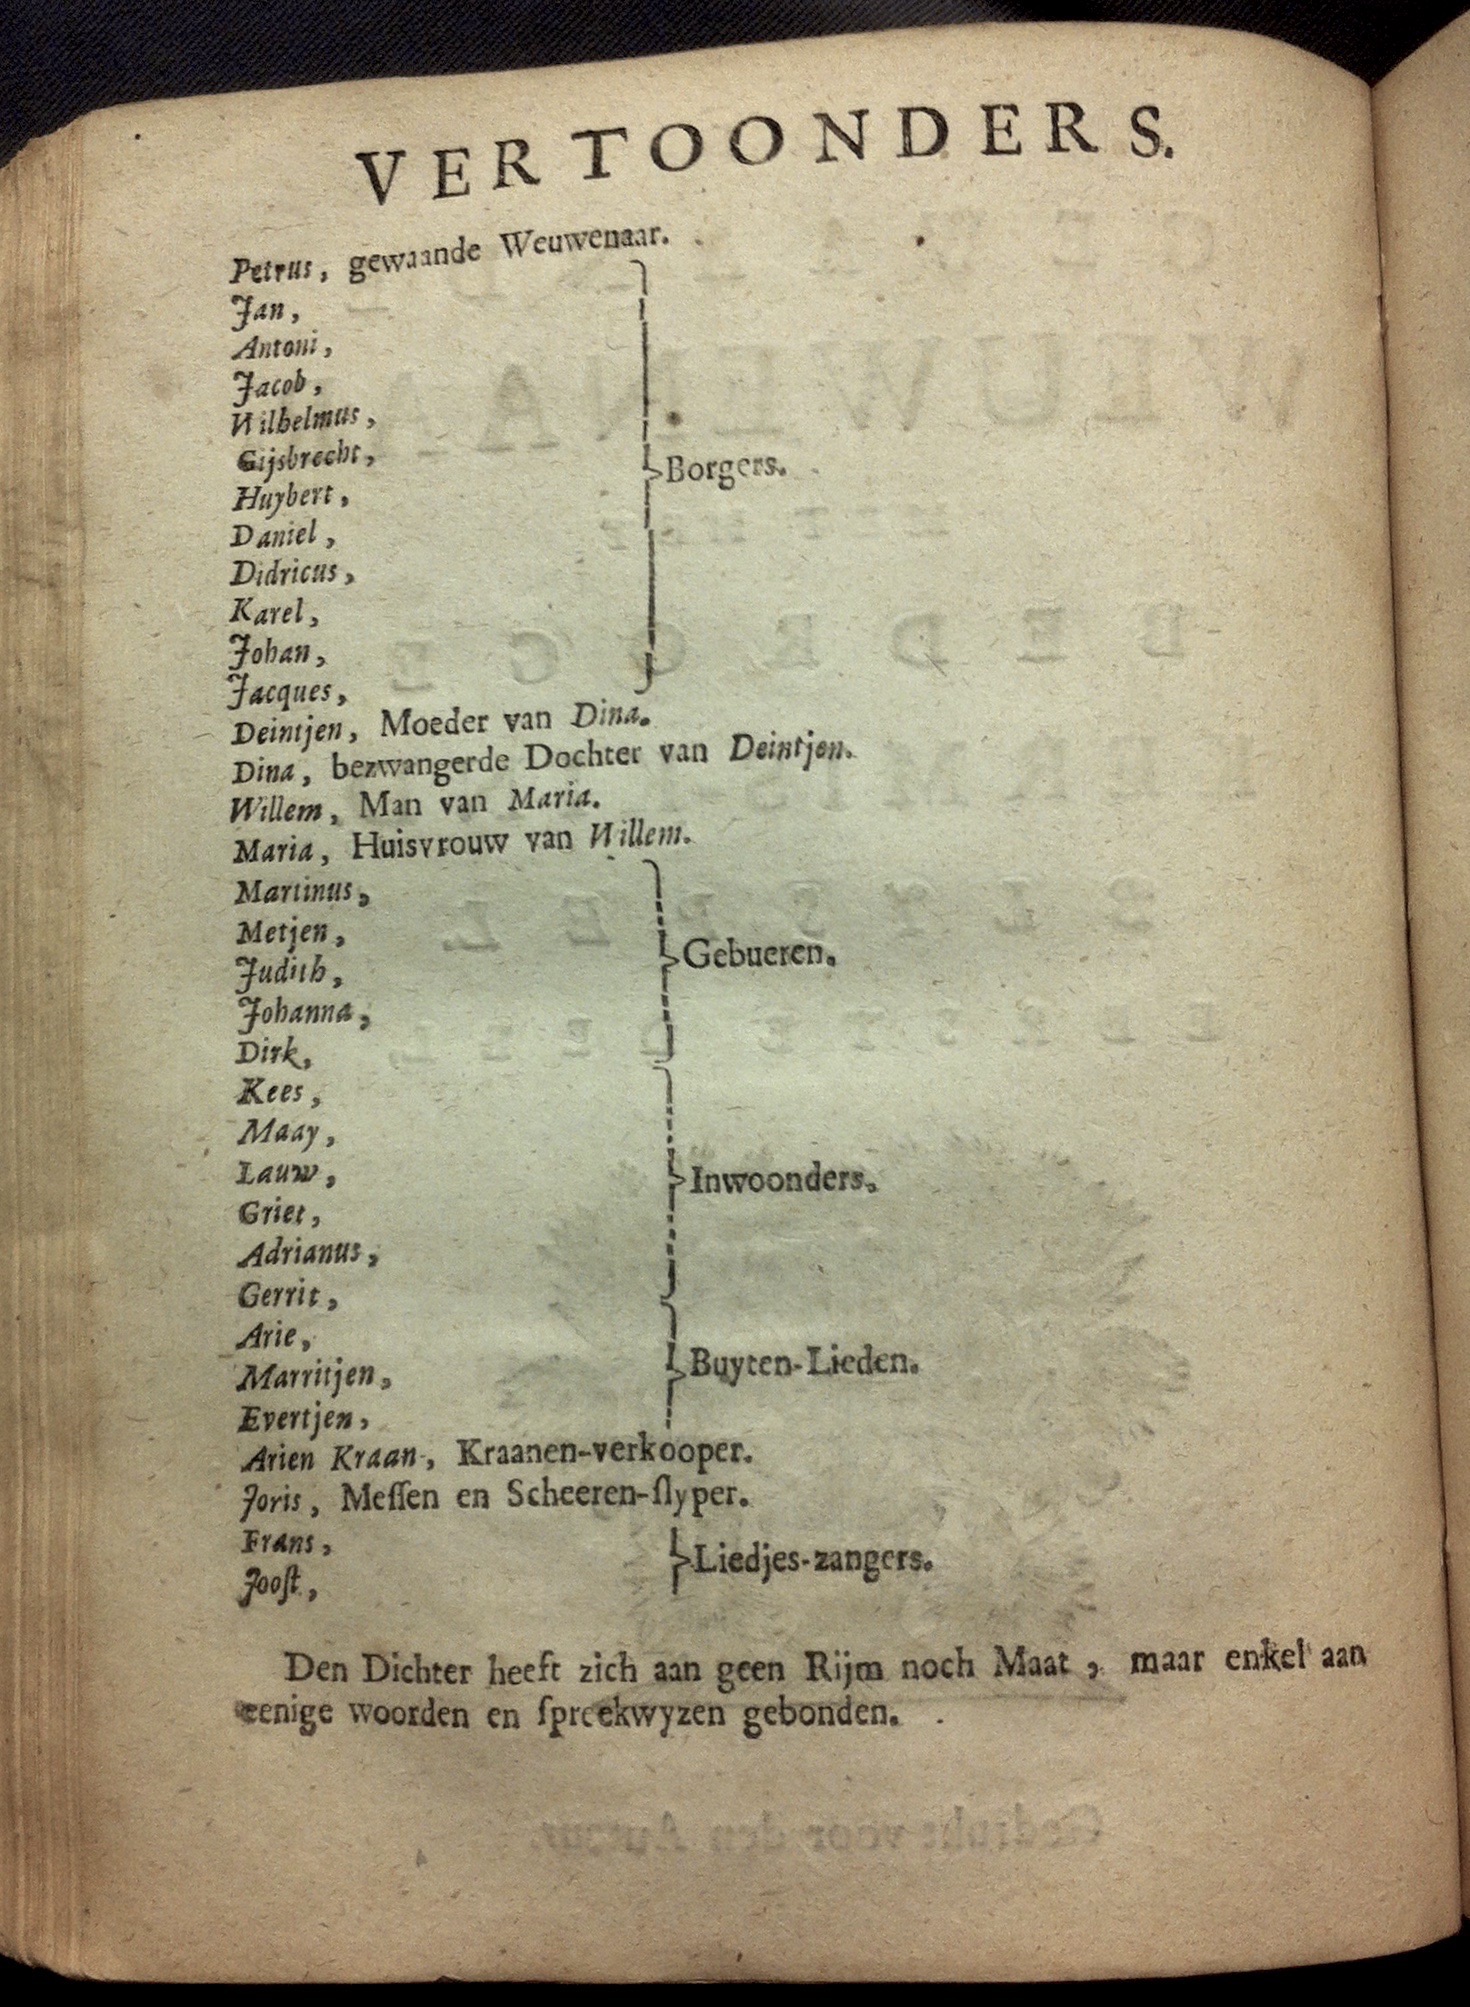 VERTOONDERS.
Petrus, gewaande Weuwenaar.
Jan,
Antoni,
Jacob,
Wilhelmus,
Gijsbrecht,
Huybert,
Borgers.
Daniel,
Didricus,
Karel,
Johan,
Jacques,
Deintjen, Moeder van Dina.
Dina, bezwangerde Dochter van Deintjen.
Willem, Man van Maria.
Maria, Huisvrouw van Willem.
Martinus,
Metjen,
Judith,
Gebueren.
Johanna,
Dirk,
Kees,
Maay,
Lauw,
Inwoonders.
Griet,
Adrianus,
Gerrit,
Arie,
Marritjen,
Buyten-Lieden.
Evertjen,
Arien Kraan, Kraanen-verkooper.
Joris, Meſſen en Scheeren-ſlyper.
Frans,
Jooſt,
Liedjes-zangers.
Den Dichter heeft zich aan geen Rijm noch Maat, maar enkel aan
eenige woorden en ſpreekwyzen gebonden.